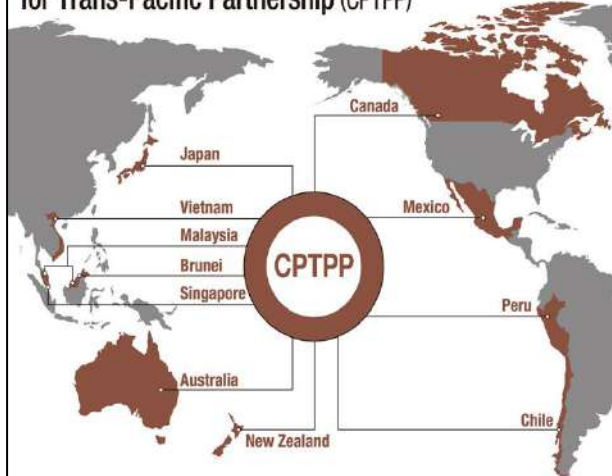 for Trans-Pacific Partnership (CPTPP)
Canada
Japan
Vietnam
Mexico
Malaysia
Brunei
CPTPP
Singapore
Peru
Australia
Chile
New Zealand